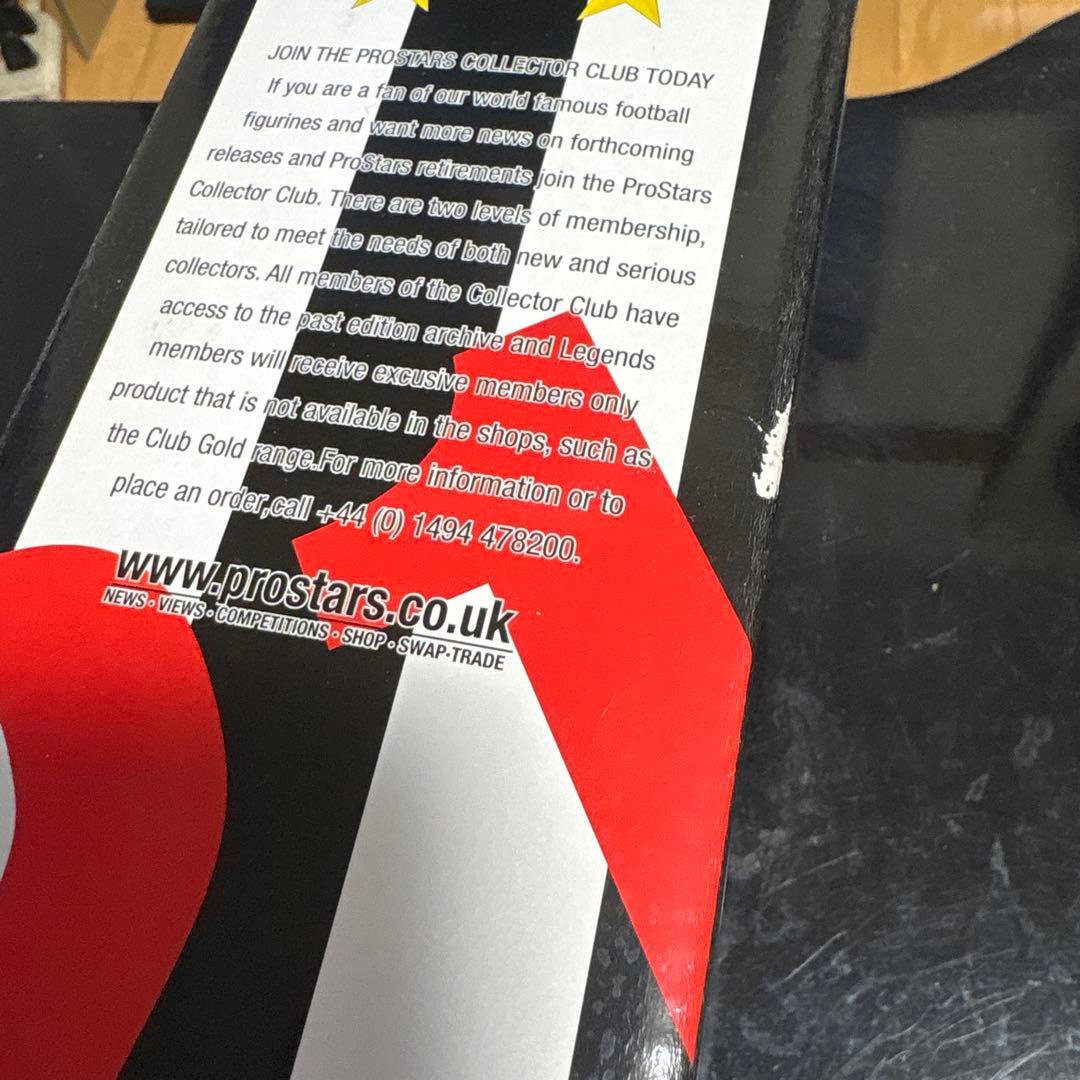 JOIN THE PROSTARS COLLECTOR CLUB TODAY
If you are a fan of our world famous football
figurines and want more news on forthcoming
releases and ProStars retirements join the ProStars
Collector Club. There are two levels of membership,
tailored to meet the needs of both new and serious
collectors. All members of the Collector Club have
access to the past edition archive and Legends
members will receive excusive members only
product that is not available in the shops, such as
the Club Gold range.For more information or to
place an order,call +44 (0) 1494 478200.
www.prostars.co.uk
NEWS · VIEWS · COMPETITIONS · SHOP · SWAP·TRADE